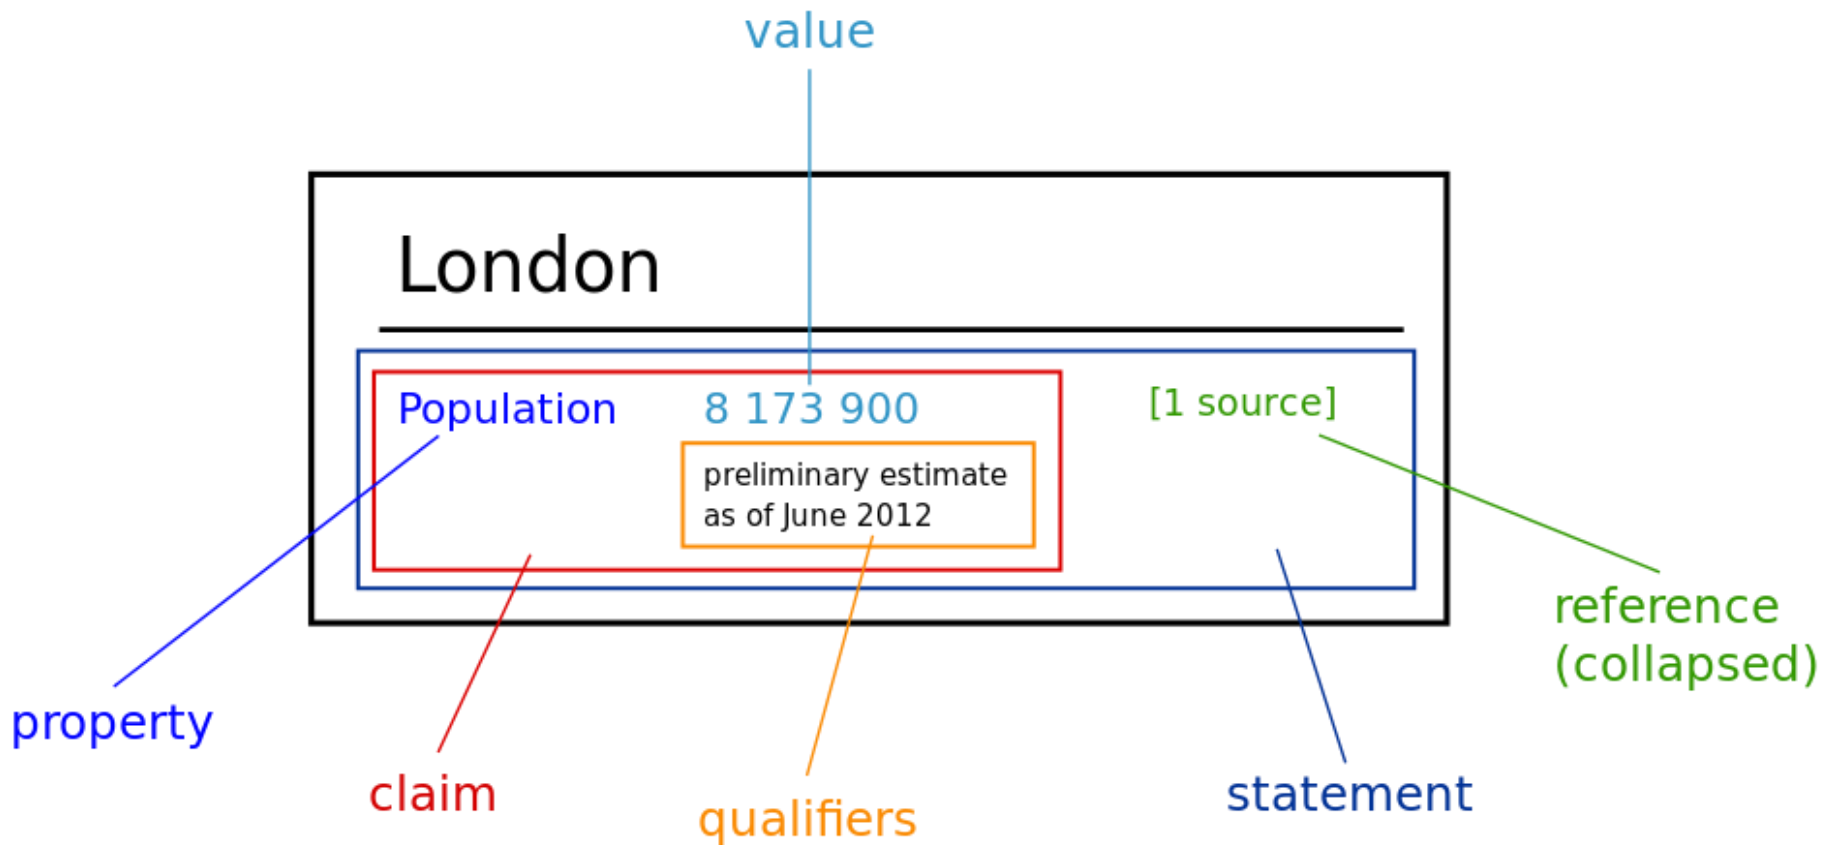 value
London
Population 8 173 900 [1 source]
preliminary estimate
as of June 2012
reference
(collapsed)
property
claim
qualifiers
statement